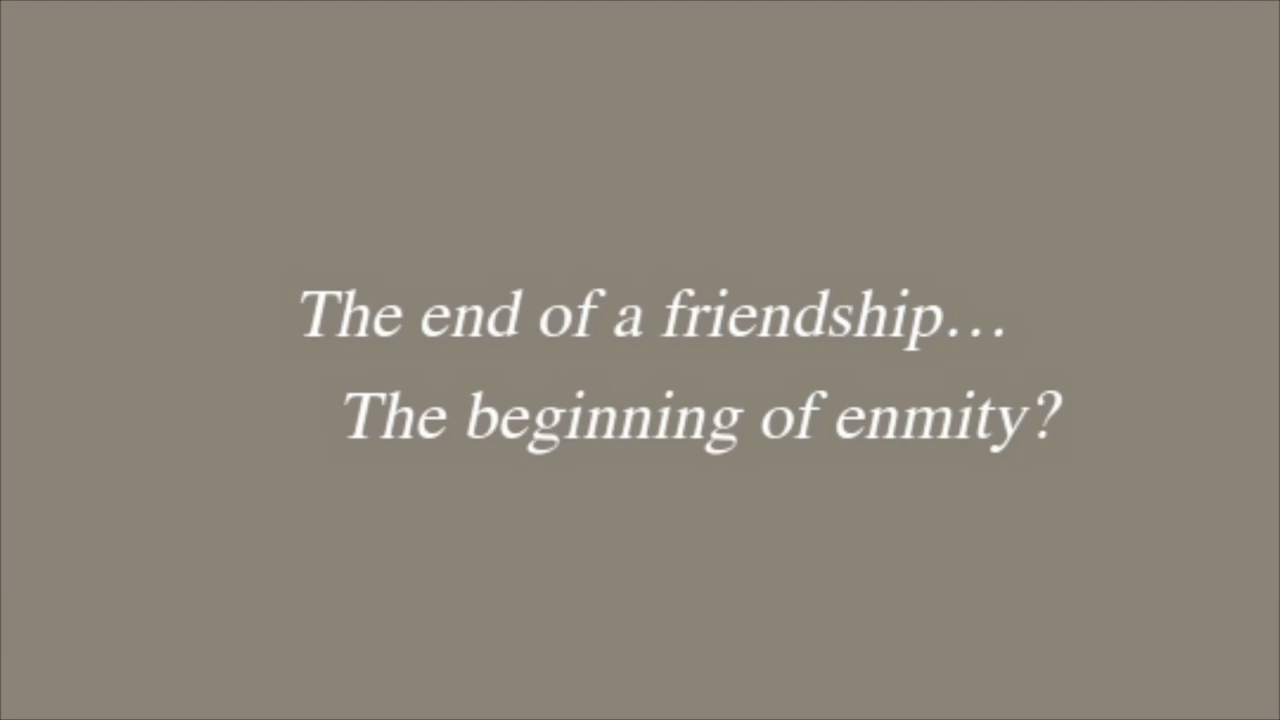 The end of a friendship…
The beginning of enmity?